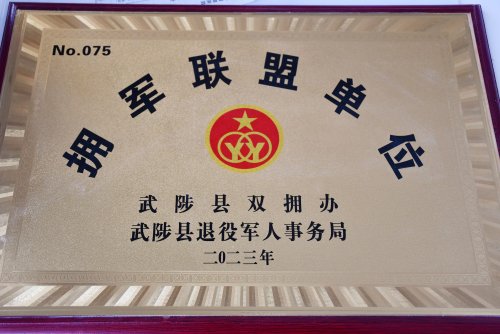 No.075
拥军联盟单位
YY
武陟县双拥办
武陟县退役军人事务局
二〇二三年